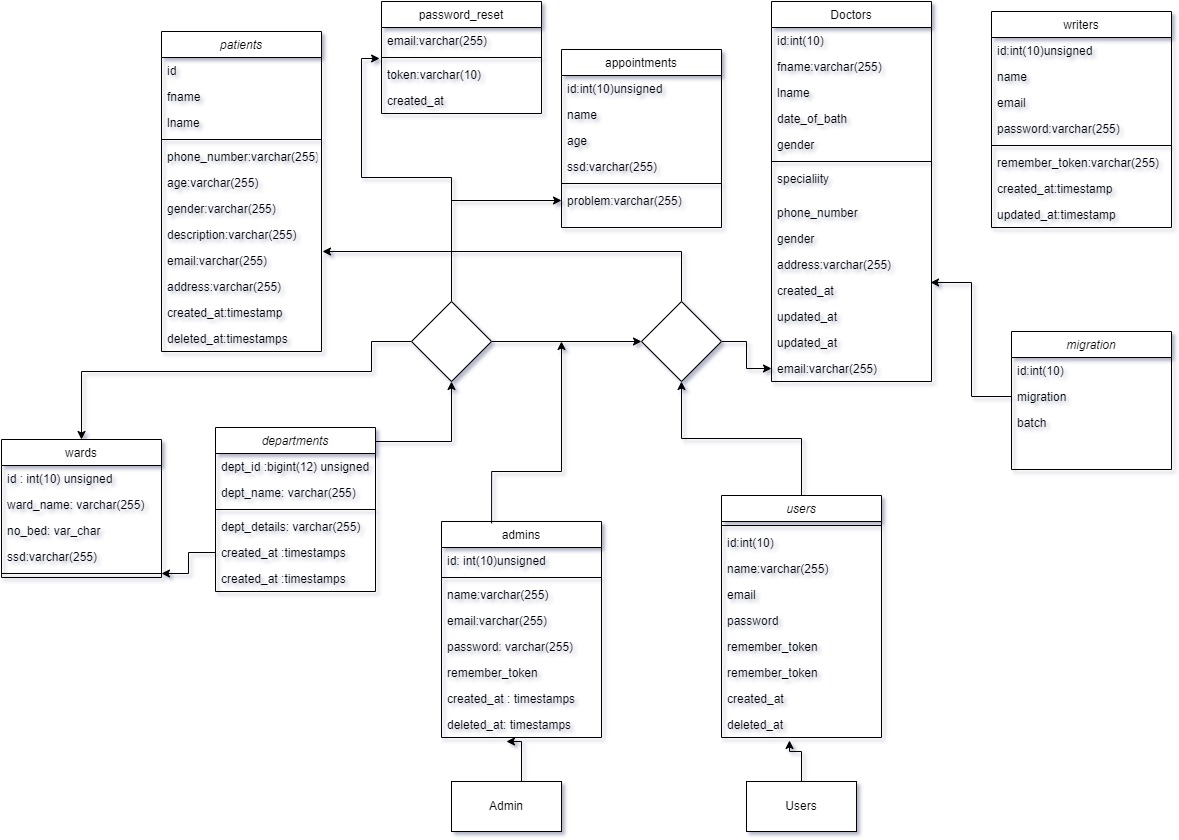 patients
id
fname
lname
phone_number:varchar(255)
age:varchar(255)
gender:varchar(255)
description:varchar(255)
email:varchar(255)
address:varchar(255)
created_at:timestamp
deleted_at:timestamps
password_reset
email:varchar(255)
token:varchar(10)
created_at
appointments
id:int(10)unsigned
name
age
ssd:varchar(255)
problem:varchar(255)
Doctors
id:int(10)
fname:varchar(255)
lname
date_of_bath
gender
specialiity
phone_number
gender
address:varchar(255)
created_at
updated_at
updated_at
email:varchar(255)
writers
id:int(10)unsigned
name
email
password:varchar(255)
remember_token:varchar(255)
created_at:timestamp
updated_at:timestamp
migration
id:int(10)
migration
batch
wards
id : int(10) unsigned
ward_name: varchar(255)
no_bed: var_char
ssd:varchar(255)
departments
dept_id :bigint(12) unsigned
dept_name: varchar(255)
dept_details: varchar(255)
created_at :timestamps
created_at :timestamps
admins
id: int(10)unsigned
name:varchar(255)
email:varchar(255)
password: varchar(255)
remember_token
created_at : timestamps
deleted_at: timestamps
users
id:int(10)
name:varchar(255)
email
password
remember_token
remember_token
created_at
deleted_at
Admin
Users